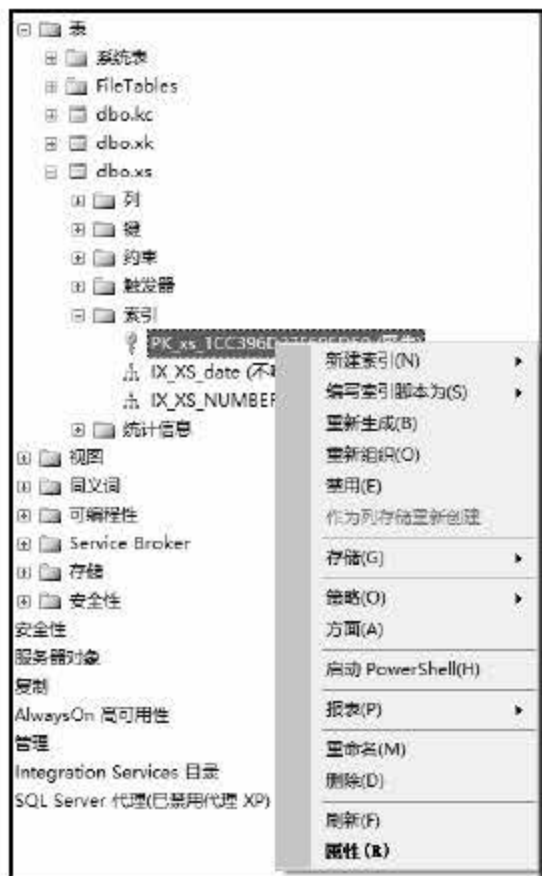 表
系统表
FileTables
dbo.kc
dbo.xk
dbo.xs
列
键
约束
触发器
索引
PK_xs_1CC396D
IX_XS_date (不
IX_XS_NUMBER
统计信息
视图
同义词
可编程性
Service Broker
存储
安全性
安全性
服务器对象
复制
AlwaysOn 高可用性
管理
Integration Services 目录
SQL Server 代理(已禁用代理 XP)
新建索引(N)
编写索引脚本为(S)
重新生成(B)
重新组织(O)
禁用(E)
作为列存储重新创建
存储(G)
策略(O)
方面(A)
启动 PowerShell(H)
报表(P)
重命名(M)
删除(D)
刷新(F)
属性(R)